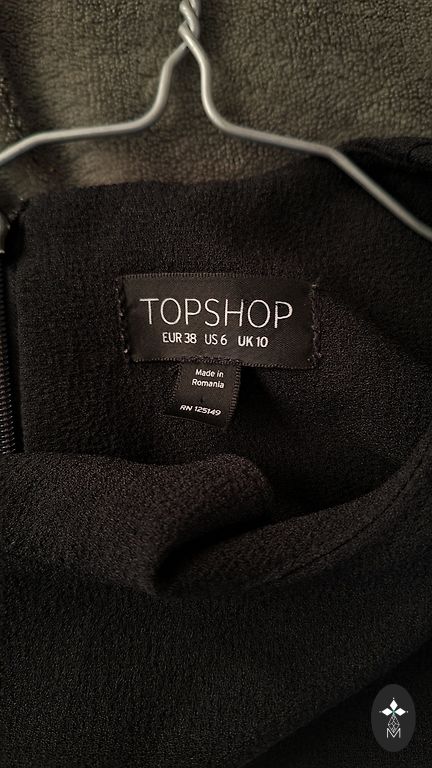 TOPSHOP
EUR 38 US 6 UK 10
Made in
Romania
RN 125149
M